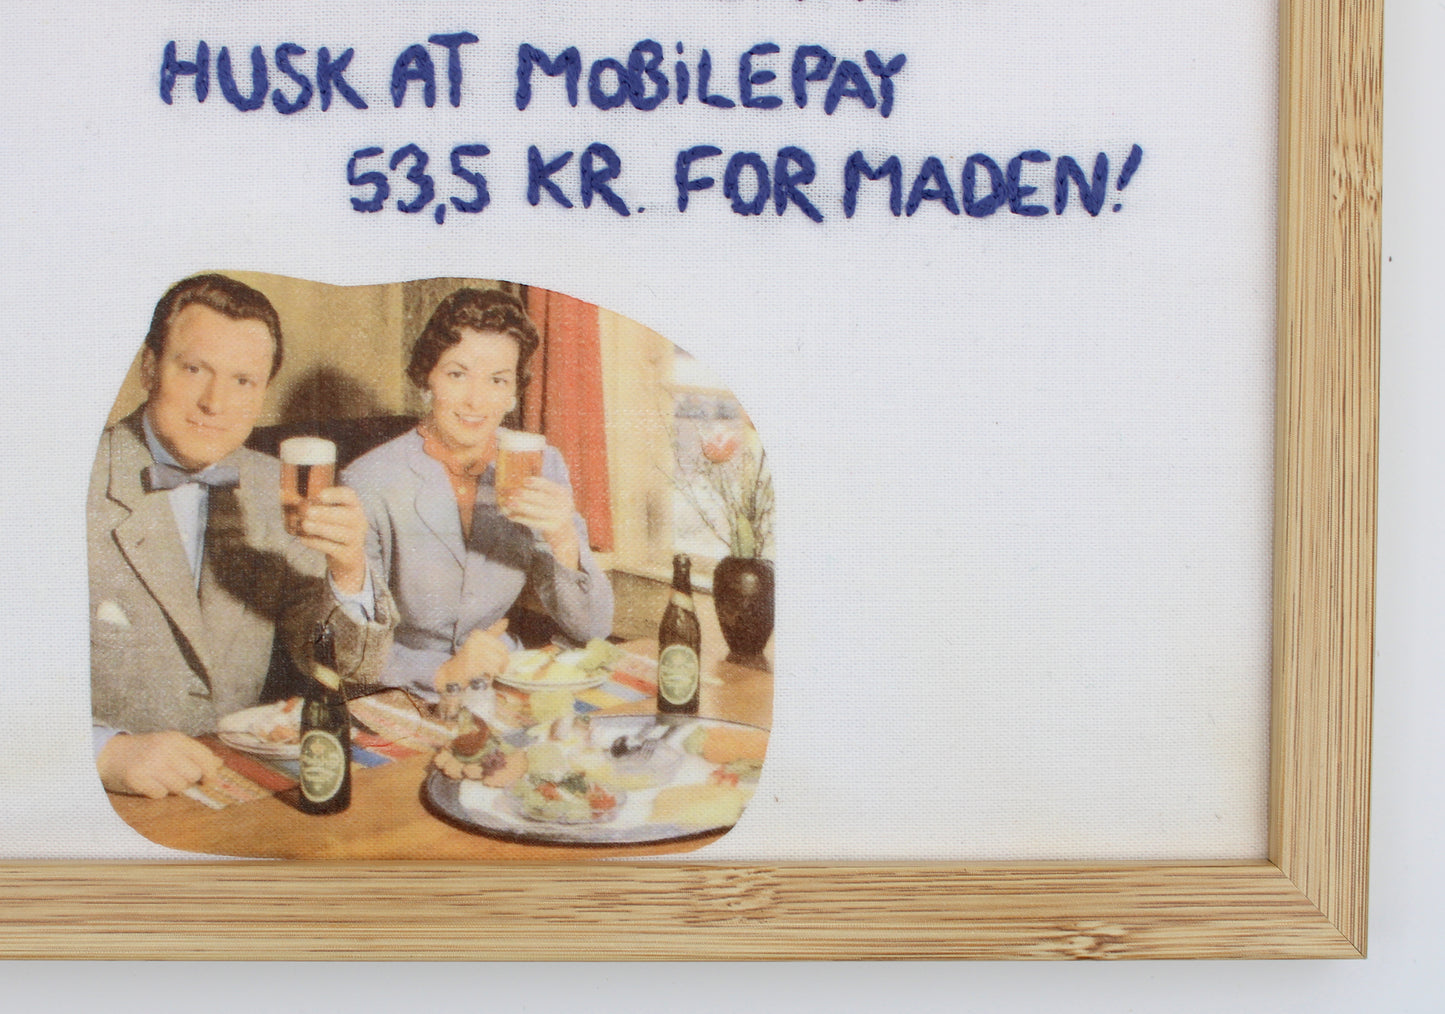 HUSK AT MOBiLEPAY
53,5 KR. FOR MADEN!